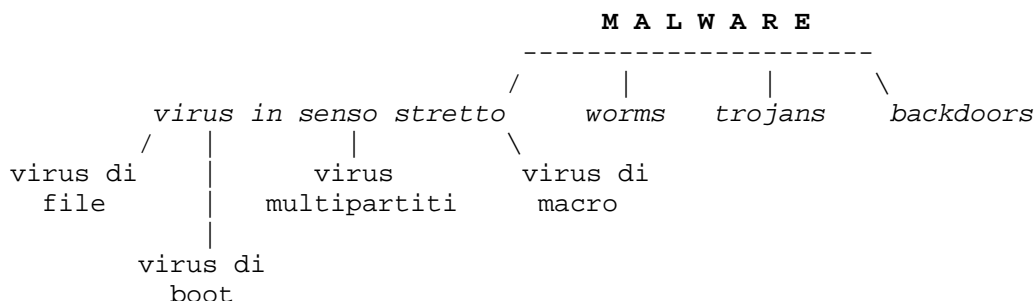 M A L W A R E
virus in senso stretto worms trojans backdoors
virus di virus virus di
file multipartiti macro
virus di
boot